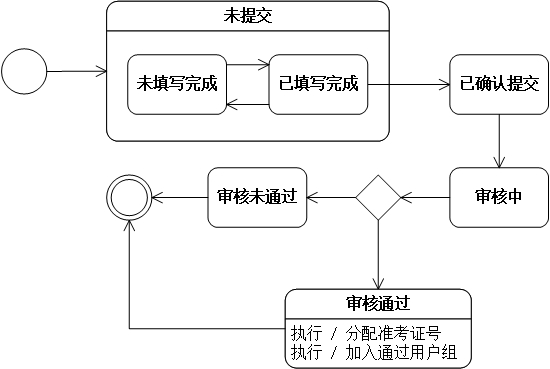 未提交
未填写完成
已填写完成
已确认提交
审核未通过
审核中
审核通过
执行 / 分配准考证号
执行 / 加入通过用户组